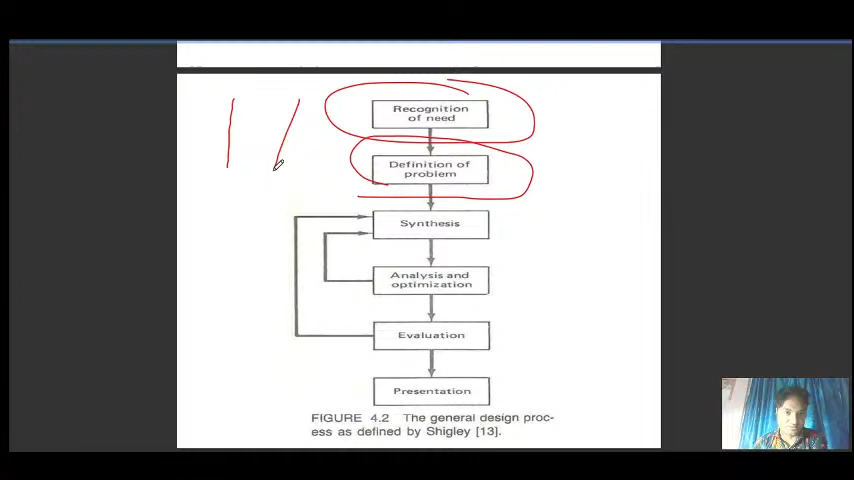 Recognition
of need
Definition of
problem
Synthesis
Analysis and
optimization
Evaluation
Presentation
FIGURE 4.2 The general design proc-
ess as defined by Shigley [13].